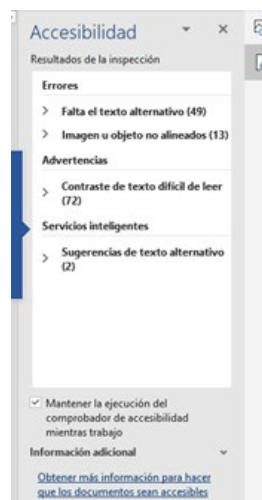 Accesibilidad
Resultados de la inspección
Errores
Falta el texto alternativo (49)
Imagen u objeto no alineados (13)
Advertencias
Contraste de texto difícil de leer
(72)
Servicios inteligentes
Sugerencias de texto alternativo
(2)
Mantener la ejecución del
comprobador de accesibilidad
mientras trabajo
Información adicional
Obtener más información para hacer
que los documentos sean accesibles